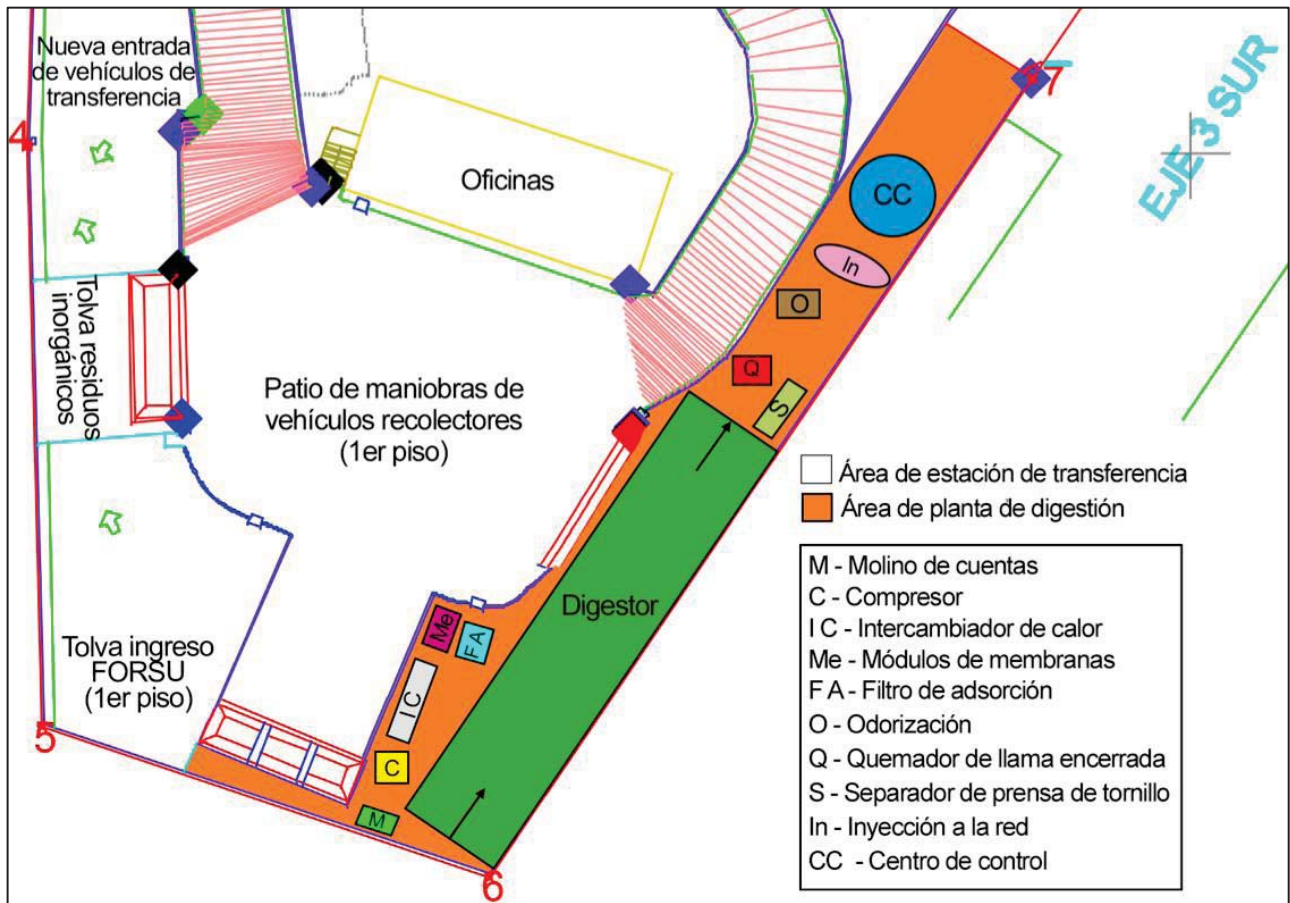 Nueva entrada
de vehículos de
transferencia
4
7
EJE 3 SUR
Oficinas
CC
In
O
Q
S
Tolva residuos
inorgánicos
Patio de maniobras de
vehículos recolectores
(1er piso)
Área de estación de transferencia
Área de planta de digestión
Digestor
Me
F A
I C
C
M
Tolva ingreso
FORSU
(1er piso)
5
6
M - Molino de cuentas
C - Compresor
I C - Intercambiador de calor
Me - Módulos de membranas
F A - Filtro de adsorción
O - Odorización
Q - Quemador de llama encerrada
S - Separador de prensa de tornillo
In - Inyección a la red
CC - Centro de control